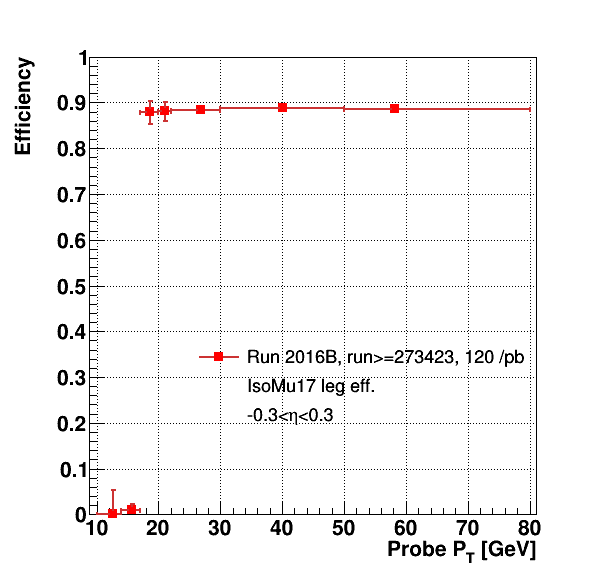 Efficiency
1
0.9
0.8
0.7
0.6
0.5
0.4
0.3
0.2
0.1
0
Run 2016B, run>=273423, 120 /pb
IsoMu17 leg eff.
-0.3<η<0.3
10 20 30 40 50 60 70 80
Probe P_T [GeV]